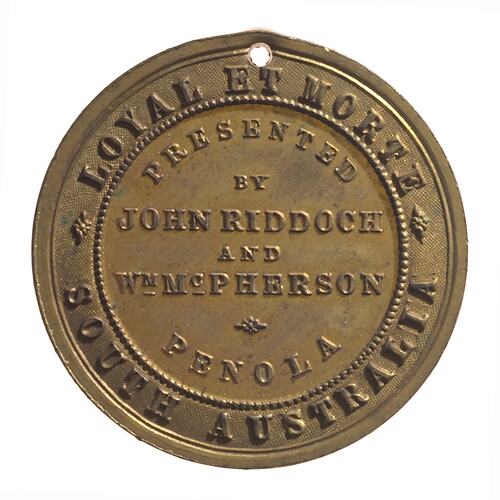 LOYAL ET MORTE
PRESENTED
BY
JOHN RIDDOCH
AND
WM MCPHERSON
PENOLA
SOUTH AUSTRALIA